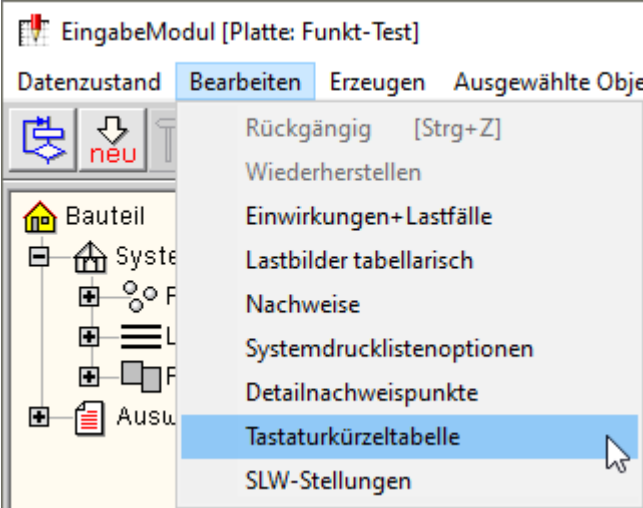 EingabeModul [Platte: Funkt-Test]
Datenzustand Bearbeiten Erzeugen Ausgewählte Obje
neu
Rückgängig [Strg+Z]
Wiederherstellen
Einwirkungen+Lastfälle
Lastbilder tabellarisch
Nachweise
Systemdrucklistenoptionen
Detailnachweispunkte
Tastaturkürzeltabelle
SLW-Stellungen
Bauteil
Syste
P
L
F
Ausw